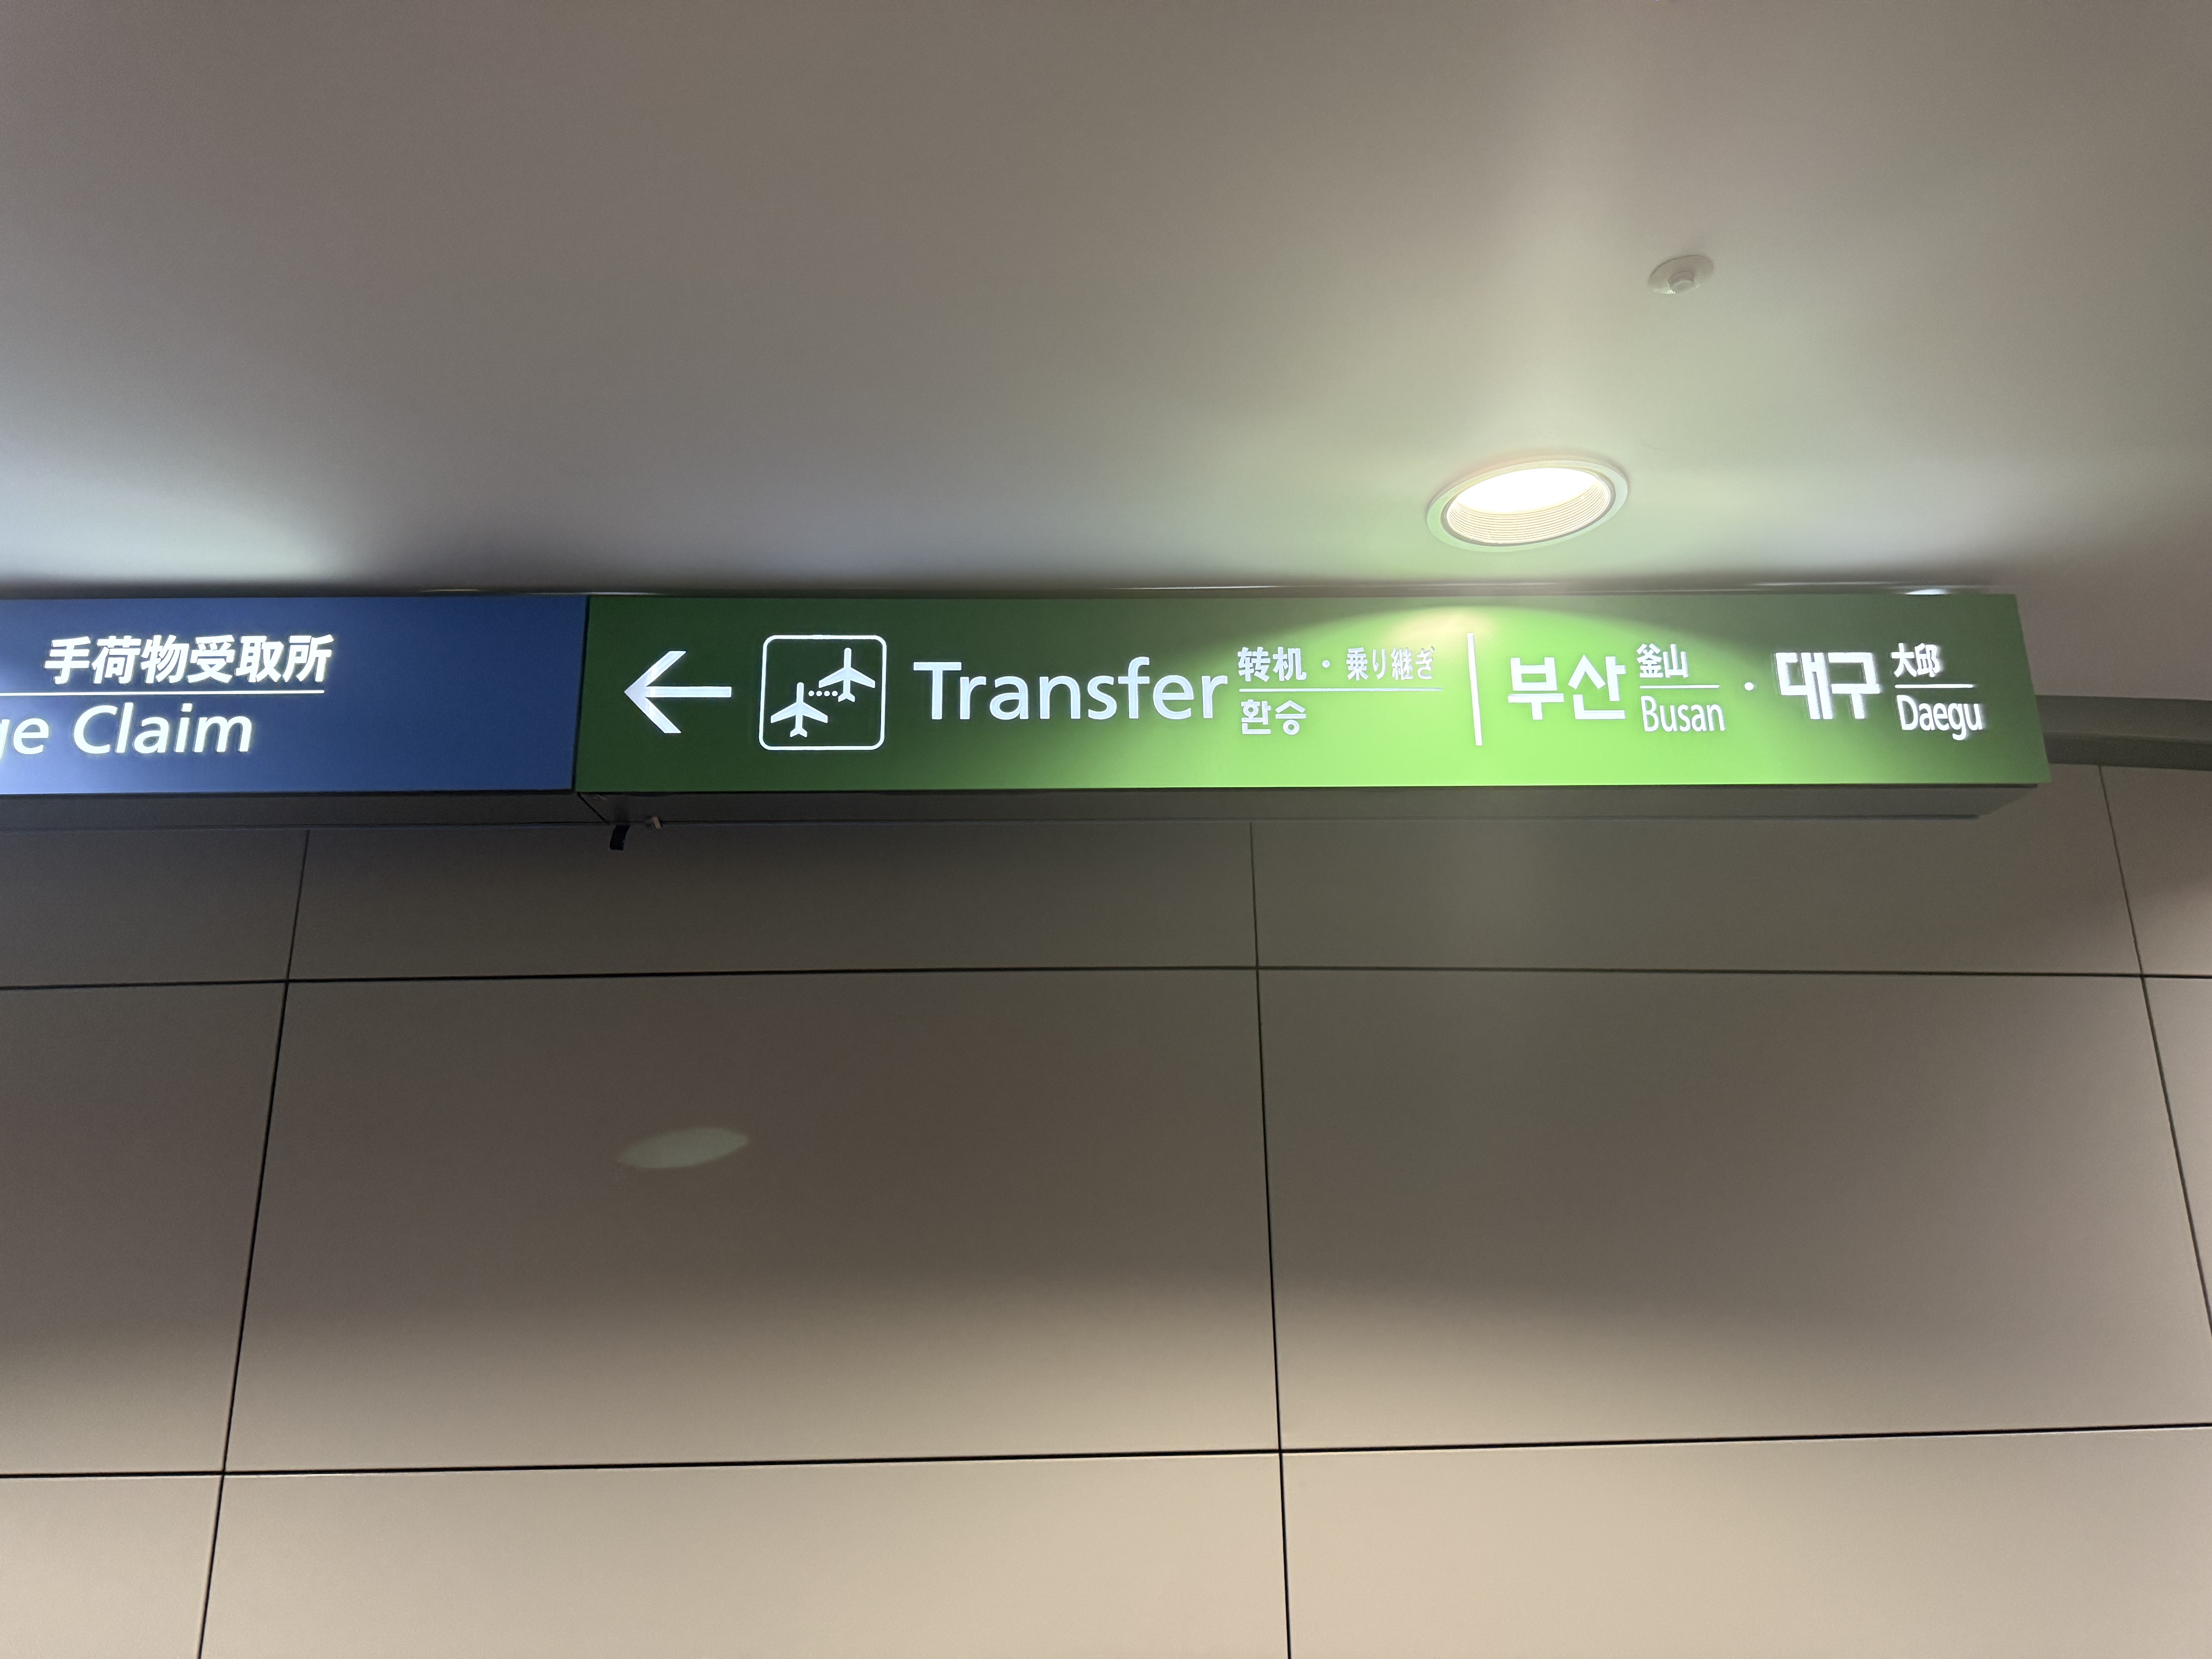 手荷物受取所
ge Claim
Transfer
转机・乗り継ぎ
환승
부산
釜山
Busan
·
대구
大邱
Daegu